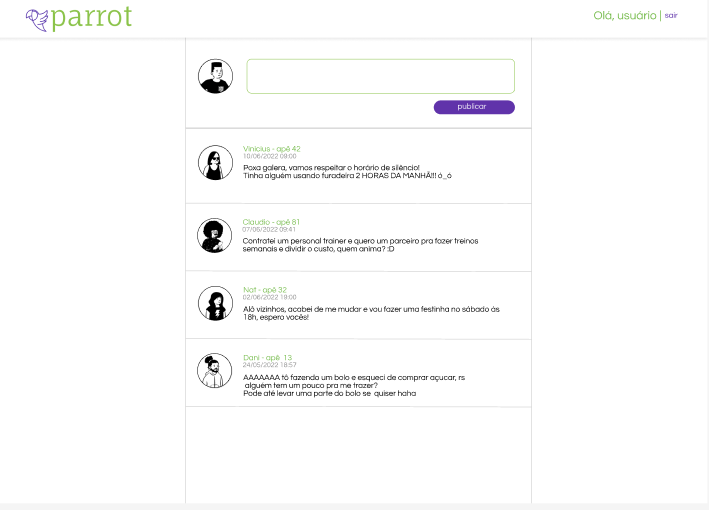 parrot
Olá, usuário | sair
publicar
Vinicius - apê 42
10/06/2022 09:00
Poxa galera, vamos respeitar o horário de silêncio!
Tinha alguém usando furadeira 2 HORAS DA MANHÃ!!! ò_ó
Claudio - apê 81
07/06/2022 09:41
Contratei um personal trainer e quero um parceiro pra fazer treinos
semanais e dividir o custo, quem anima? :D
Nat - apê 32
02/06/2022 19:00
Alô vizinhos, acabei de me mudar e vou fazer uma festinha no sábado às
18h, espero vocês!
Dani - apê 13
24/05/2022 18:57
AAAAAAA tô fazendo um bolo e esqueci de comprar açucar, rs
alguém tem um pouco pra me trazer?
Pode até levar uma parte do bolo se quiser haha